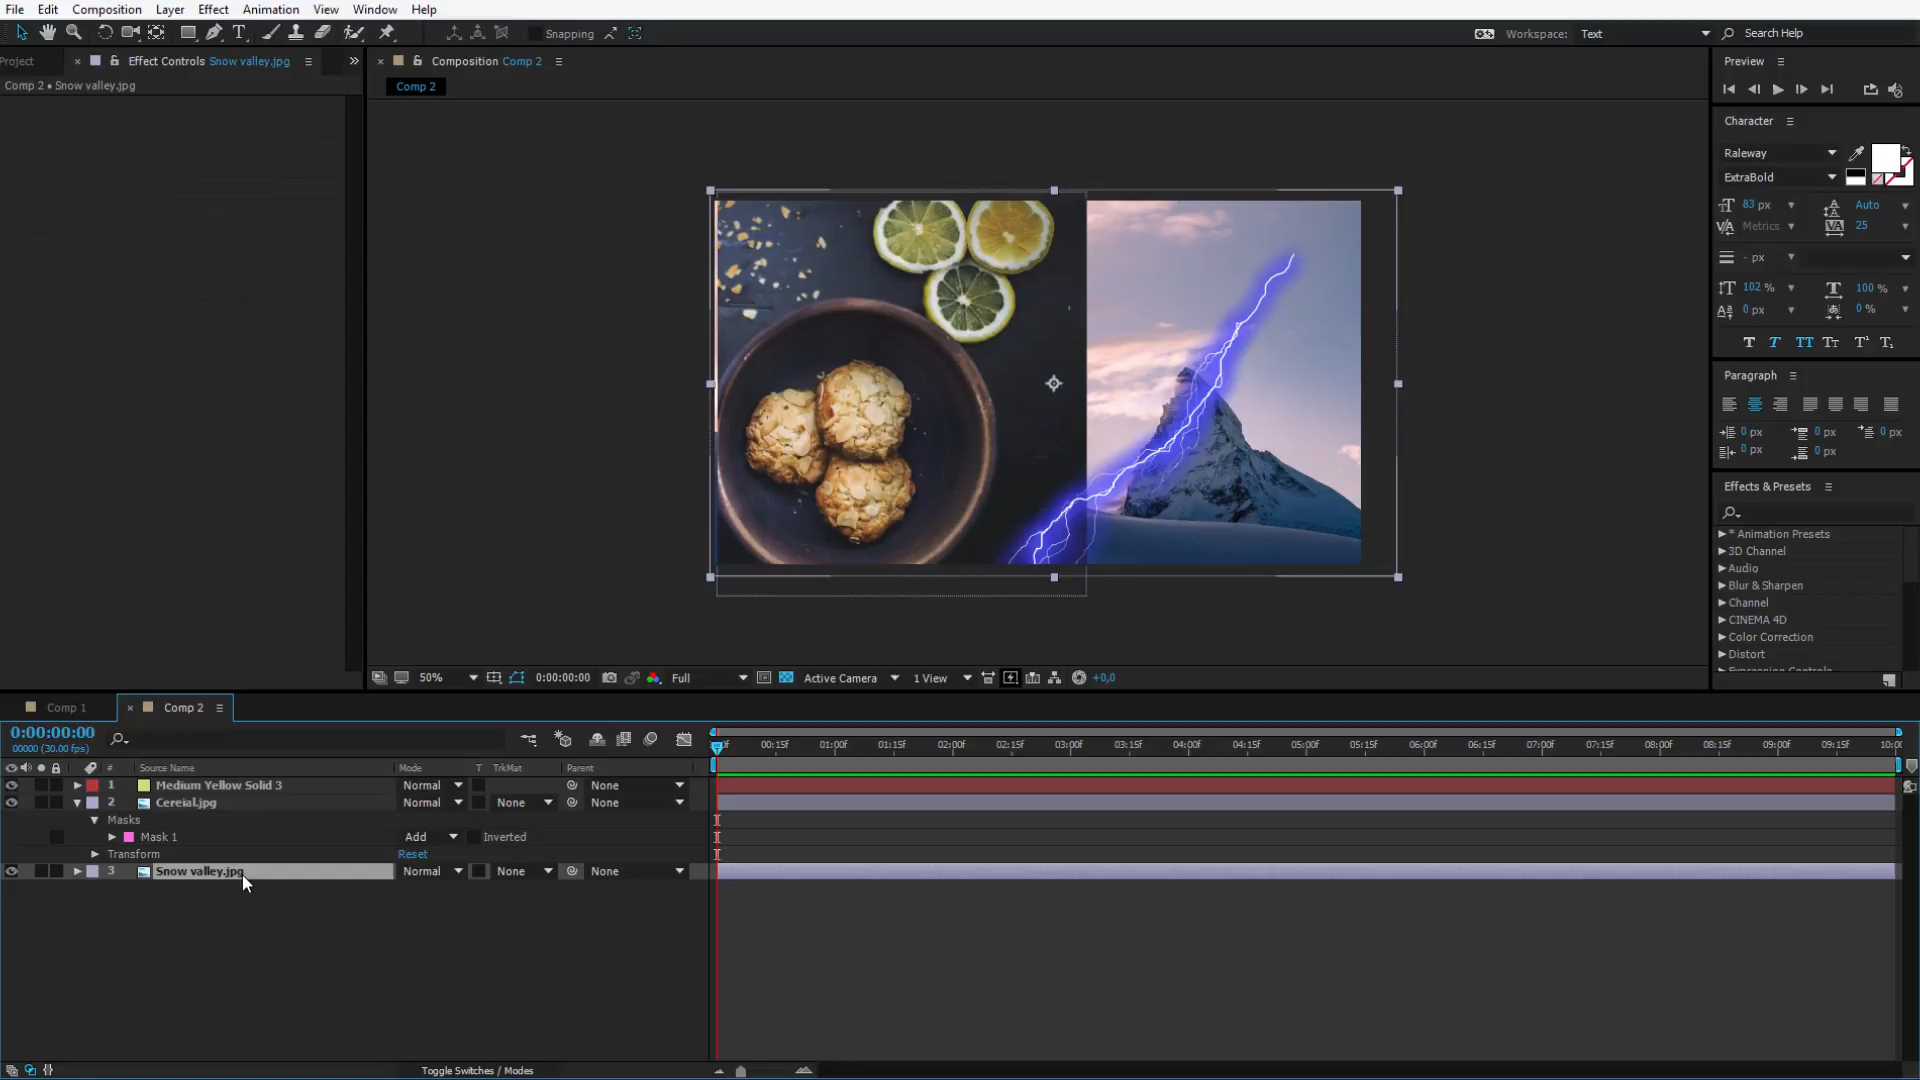 File Edit Composition Layer Effect Animation View Window Help
Snapping
Workspace: Text
Search Help
Project
Effect Controls Snow valley.jpg
Composition Comp 2
Preview
Comp 2 • Snow valley.jpg
Comp 2
Character
Raleway
ExtraBold
83 px
Auto
Metrics
25
- px
102 %
100 %
0 px
0 %
Paragraph
0 px
0 px
0 px
0 px
0 px
Effects & Presets
* Animation Presets
3D Channel
Audio
Blur & Sharpen
Channel
CINEMA 4D
Color Correction
Distort
Expression Controls
50%
0:00:00:00
Full
Active Camera
1 View
+0,0
Comp 1
Comp 2
0:00:00:00
00000 (30.00 fps)
00:15f 01:00f 01:15f 02:00f 02:15f 03:00f 03:15f 04:00f 04:15f 05:00f 05:15f 06:00f 06:15f 07:00f 07:15f 08:00f 08:15f 09:00f 09:15f
# Source Name Mode T TrkMat Parent
1 Medium Yellow Solid 3 Normal None
2 Cereial.jpg Normal None None
Masks
Mask 1 Add Inverted
Transform Reset
3 Snow valley.jpg Normal None None
Toggle Switches / Modes